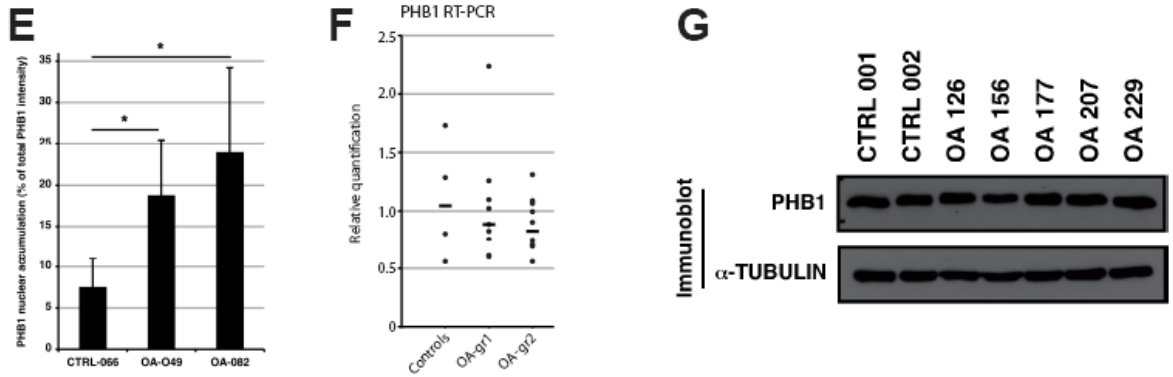 E
PHB1 nuclear accumulation (% of total PHB1 intensity)
35
30
25
20
15
10
5
0
*
*
CTRL-066 OA-O49 OA-082
F
PHB1 RT-PCR
Relative quantification
2.5
2.0
1.5
1.0
0.5
0
Controls
OA-gr1
OA-gr2
G
CTRL 001
CTRL 002
OA 126
OA 156
OA 177
OA 207
OA 229
Immunoblot
PHB1
α-TUBULIN